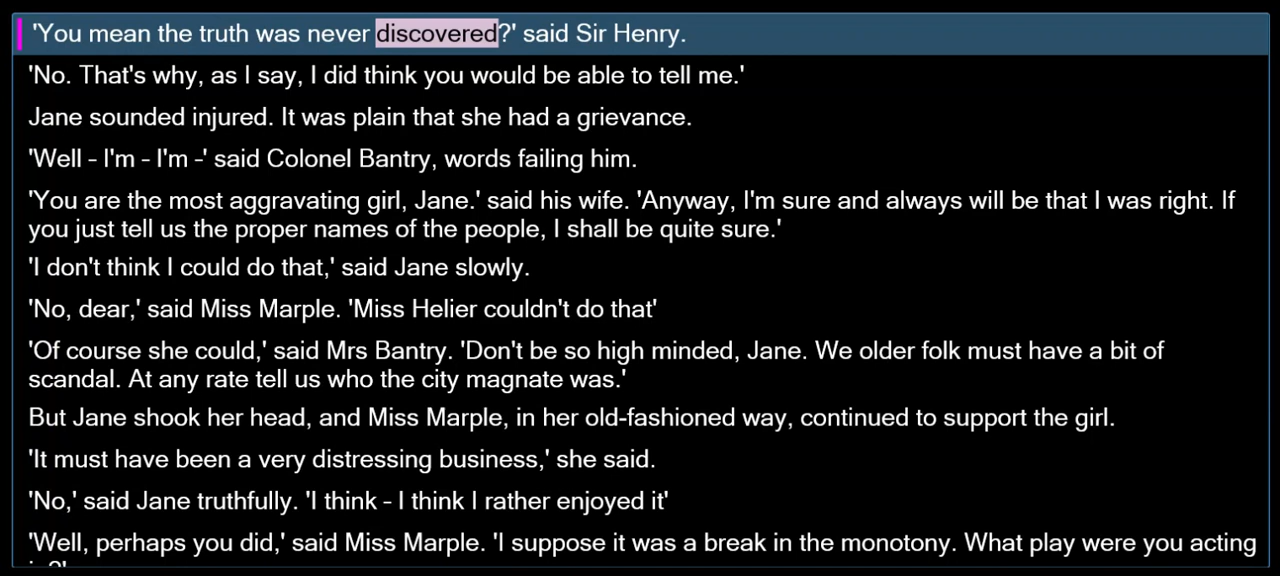 'You mean the truth was never discovered?' said Sir Henry.
'No. That's why, as I say, I did think you would be able to tell me.'
Jane sounded injured. It was plain that she had a grievance.
'Well - I'm - I'm -' said Colonel Bantry, words failing him.
'You are the most aggravating girl, Jane.' said his wife. 'Anyway, I'm sure and always will be that I was right. If
you just tell us the proper names of the people, I shall be quite sure.'
'I don't think I could do that,' said Jane slowly.
'No, dear,' said Miss Marple. 'Miss Helier couldn't do that'
'Of course she could,' said Mrs Bantry. 'Don't be so high minded, Jane. We older folk must have a bit of
scandal. At any rate tell us who the city magnate was.'
But Jane shook her head, and Miss Marple, in her old-fashioned way, continued to support the girl.
'It must have been a very distressing business,' she said.
'No,' said Jane truthfully. 'I think - I think I rather enjoyed it'
'Well, perhaps you did,' said Miss Marple. 'I suppose it was a break in the monotony. What play were you acting